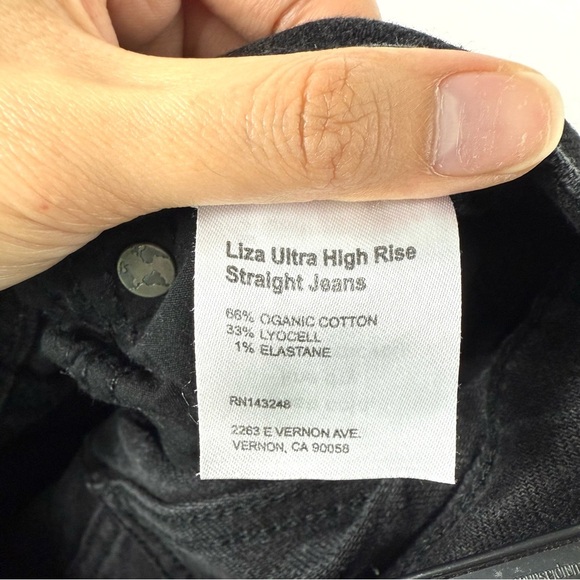 Liza Ultra High Rise
Straight Jeans
66% OGANIC COTTON
33% LYOCELL
1% ELASTANE
RN143248
2263 E VERNON AVE.
VERNON, CA 90058